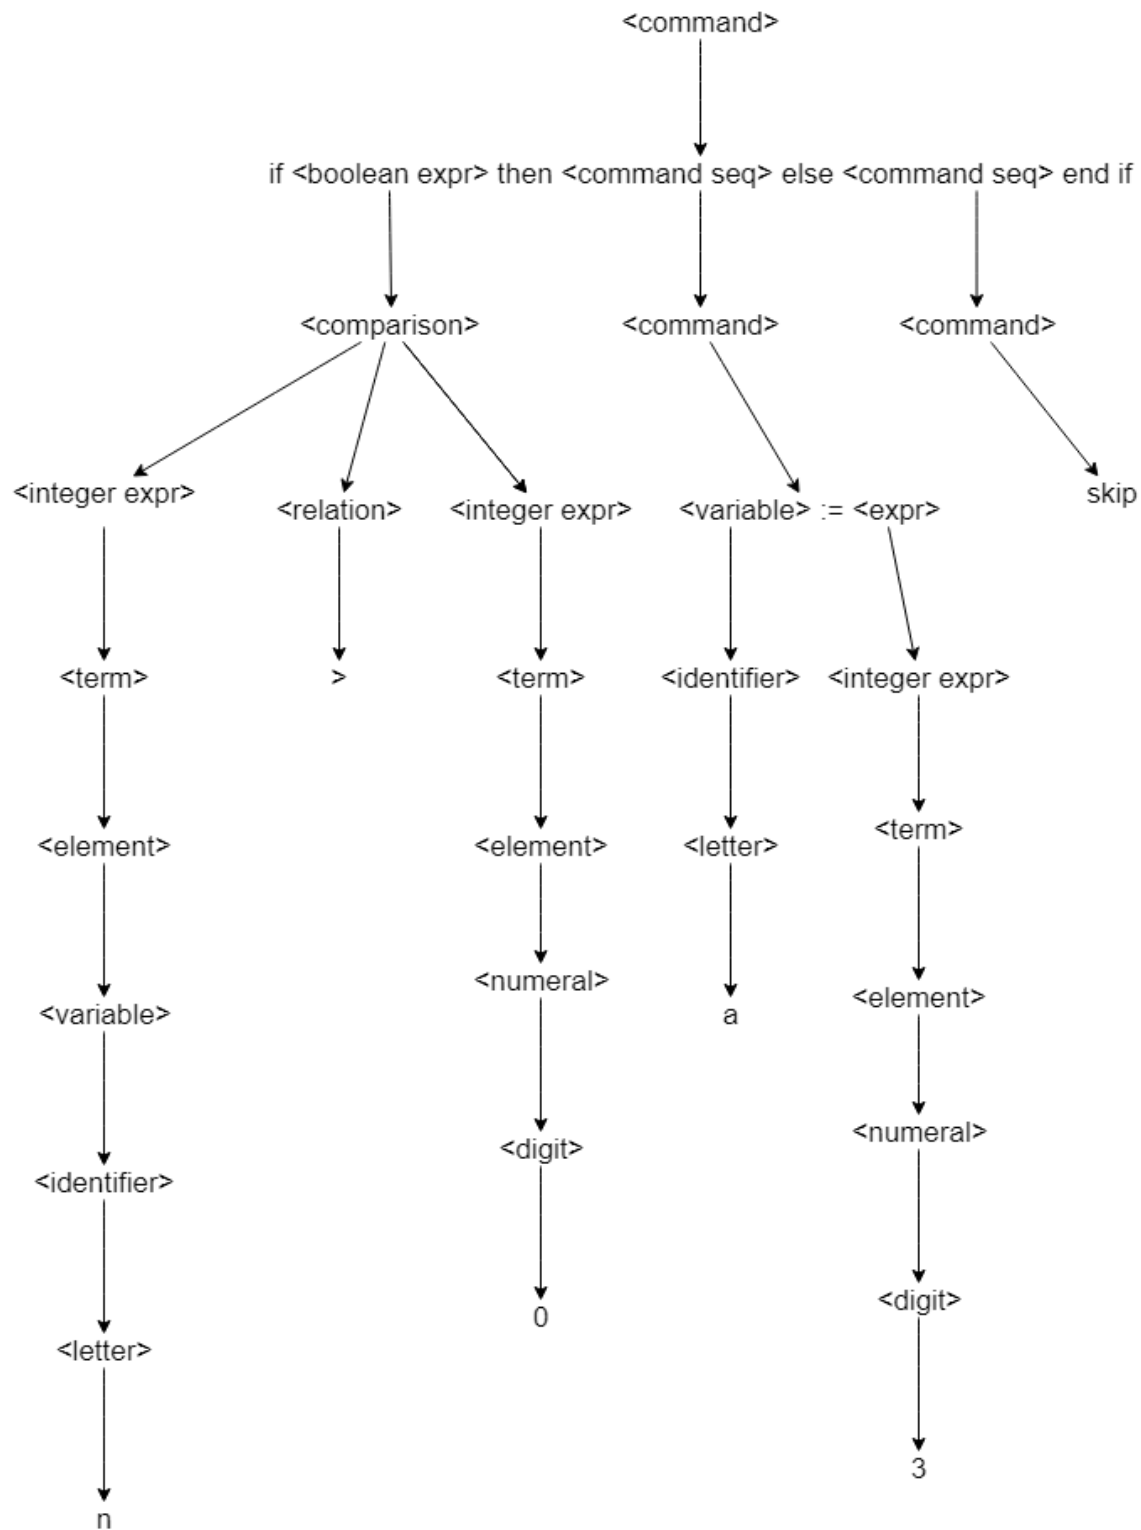 <command>
if <boolean expr> then <command seq> else <command seq> end if
<comparison> <command> <command>
<integer expr> <relation> <integer expr> <variable> := <expr> skip
<term> > <term> <identifier> <integer expr>
<element> <element> <letter> <term>
<variable> <numeral> a <element>
<identifier> <digit> <numeral>
<letter> 0 <digit>
n 3